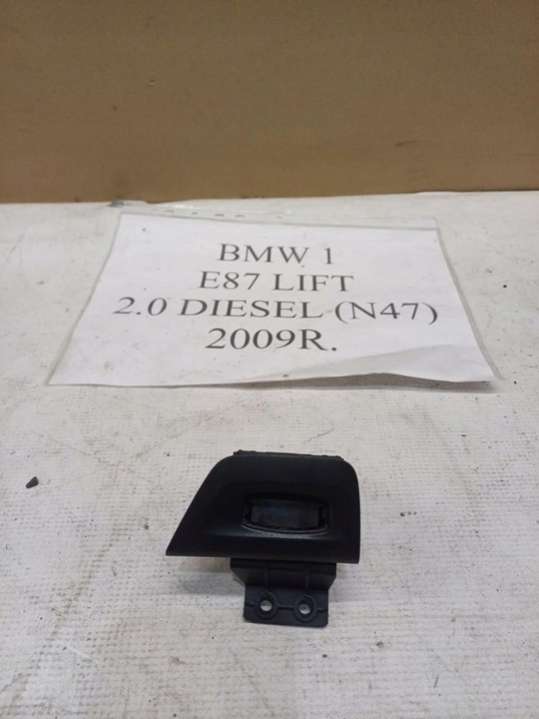 BMW 1
E87 LIFT
2.0 DIESEL (N47)
2009R.